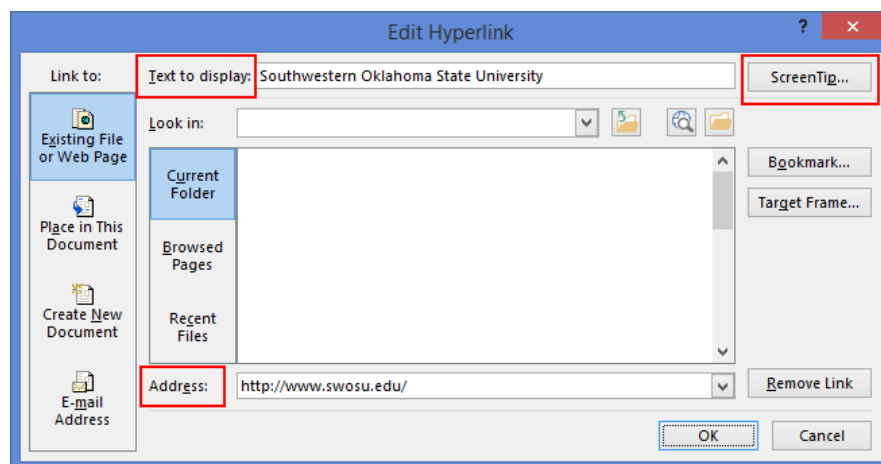 Edit Hyperlink
?
Link to:
Text to display: Southwestern Oklahoma State University
ScreenTip...
Existing File
or Web Page
Look in:
Current
Folder
Bookmark...
Place in This
Document
Target Frame...
Browsed
Pages
Create New
Document
Recent
Files
Address: http://www.swosu.edu/
Remove Link
E-mail
Address
OK
Cancel